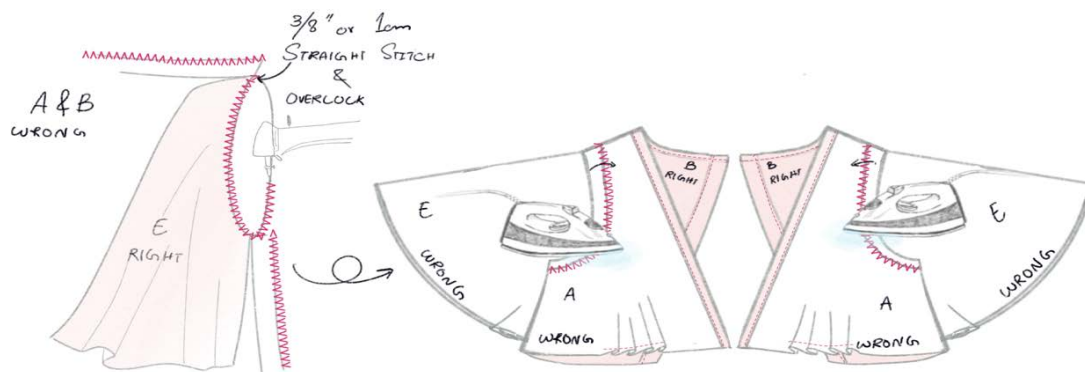 3/8" or 1cm
STRAIGHT STITCH
&
OVERLOCK
A & B
WRONG
E
RIGHT
E
WRONG
A
WRONG
B
RIGHT
B
RIGHT
E
WRONG
A
WRONG